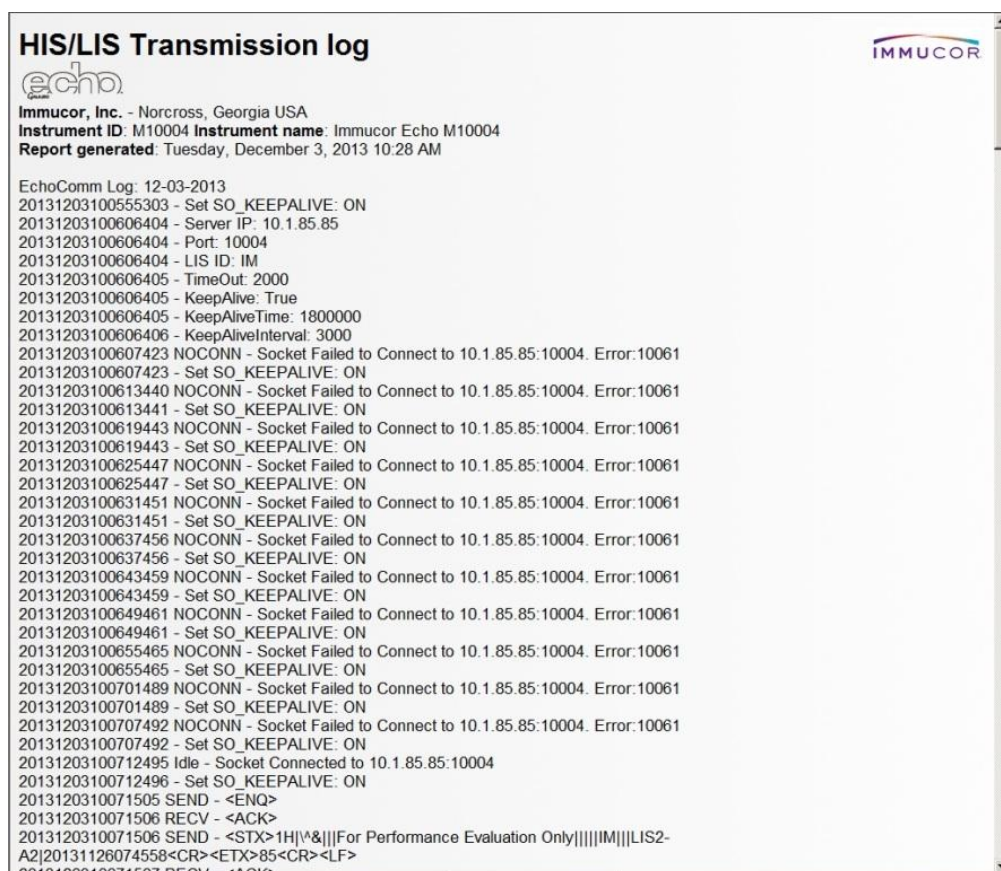 HIS/LIS Transmission log
IMMUCOR
echo
Immucor, Inc. - Norcross, Georgia USA
Instrument ID: M10004 Instrument name: Immucor Echo M10004
Report generated: Tuesday, December 3, 2013 10:28 AM
EchoComm Log: 12-03-2013
20131203100555303 - Set SO_KEEPALIVE: ON
20131203100606404 - Server IP: 10.1.85.85
20131203100606404 - Port: 10004
20131203100606404 - LIS ID: IM
20131203100606405 - TimeOut: 2000
20131203100606405 - KeepAlive: True
20131203100606405 - KeepAliveTime: 1800000
20131203100606406 - KeepAliveInterval: 3000
20131203100607423 NOCONN - Socket Failed to Connect to 10.1.85.85:10004. Error:10061
20131203100607423 - Set SO_KEEPALIVE: ON
20131203100613440 NOCONN - Socket Failed to Connect to 10.1.85.85:10004. Error:10061
20131203100613441 - Set SO_KEEPALIVE: ON
20131203100619443 NOCONN - Socket Failed to Connect to 10.1.85.85:10004. Error:10061
20131203100619443 - Set SO_KEEPALIVE: ON
20131203100625447 NOCONN - Socket Failed to Connect to 10.1.85.85:10004. Error:10061
20131203100625447 - Set SO_KEEPALIVE: ON
20131203100631451 NOCONN - Socket Failed to Connect to 10.1.85.85:10004. Error:10061
20131203100631451 - Set SO_KEEPALIVE: ON
20131203100637456 NOCONN - Socket Failed to Connect to 10.1.85.85:10004. Error:10061
20131203100637456 - Set SO_KEEPALIVE: ON
20131203100643459 NOCONN - Socket Failed to Connect to 10.1.85.85:10004. Error:10061
20131203100643459 - Set SO_KEEPALIVE: ON
20131203100649461 NOCONN - Socket Failed to Connect to 10.1.85.85:10004. Error:10061
20131203100649461 - Set SO_KEEPALIVE: ON
20131203100655465 NOCONN - Socket Failed to Connect to 10.1.85.85:10004. Error:10061
20131203100655465 - Set SO_KEEPALIVE: ON
20131203100701489 NOCONN - Socket Failed to Connect to 10.1.85.85:10004. Error:10061
20131203100701489 - Set SO_KEEPALIVE: ON
20131203100707492 NOCONN - Socket Failed to Connect to 10.1.85.85:10004. Error:10061
20131203100707492 - Set SO_KEEPALIVE: ON
20131203100712495 Idle - Socket Connected to 10.1.85.85:10004
20131203100712496 - Set SO_KEEPALIVE: ON
2013120310071505 SEND - <ENQ>
2013120310071506 RECV - <ACK>
2013120310071506 SEND - <STX>1H|\^&|||For Performance Evaluation Only|||||IM|||LIS2-
A2|20131126074558<CR><ETX>85<CR><LF>